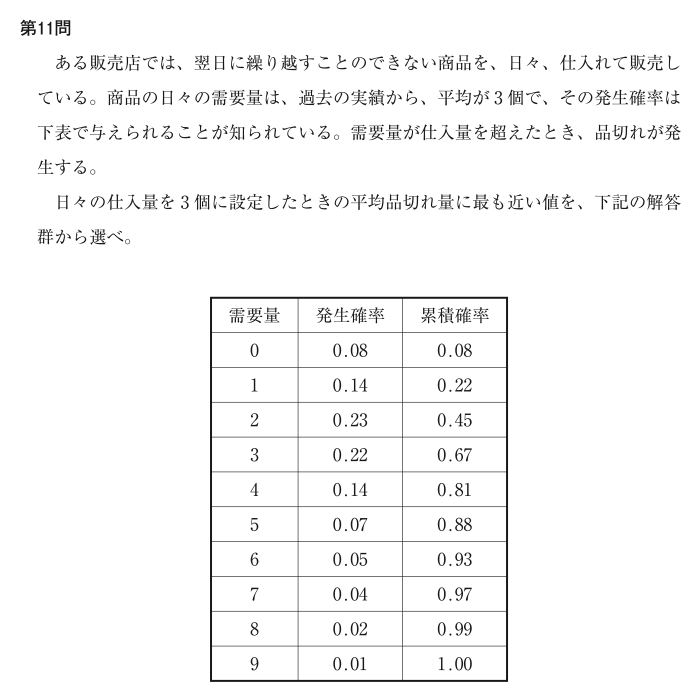 第11問
ある販売店では、翌日に繰り越すことのできない商品を、日々、仕入れて販売し
ている。商品の日々の需要量は、過去の実績から、平均が3個で、その発生確率は
下表で与えられることが知られている。需要量が仕入量を超えたとき、品切れが発
生する。
日々の仕入量を3個に設定したときの平均品切れ量に最も近い値を、下記の解答
群から選べ。
需要量 発生確率 累積確率
0 0.08 0.08
1 0.14 0.22
2 0.23 0.45
3 0.22 0.67
4 0.14 0.81
5 0.07 0.88
6 0.05 0.93
7 0.04 0.97
8 0.02 0.99
9 0.01 1.00